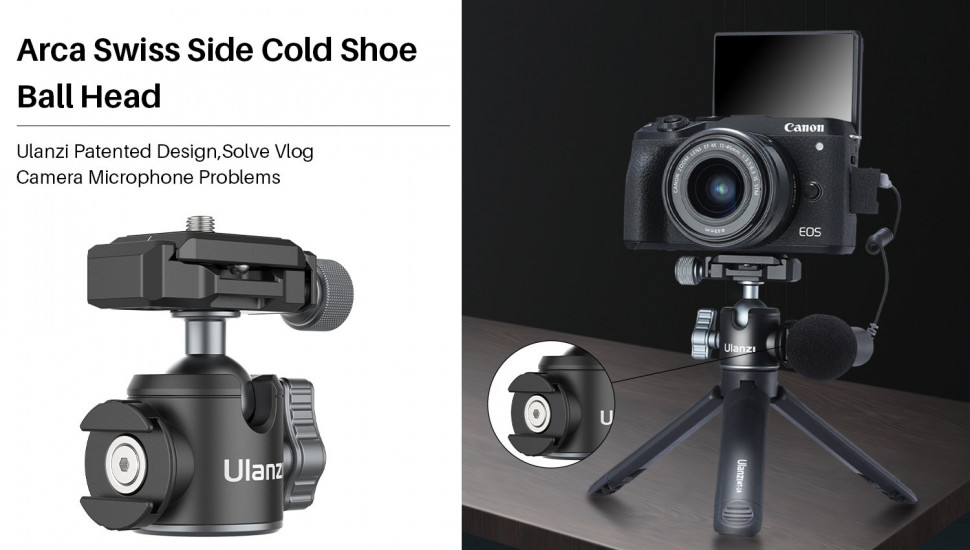 Arca Swiss Side Cold Shoe
Ball Head
Ulanzi Patented Design,Solve Vlog
Camera Microphone Problems
Ulanzi
Canon
EOS
Ulanzi
U
Ulanzi